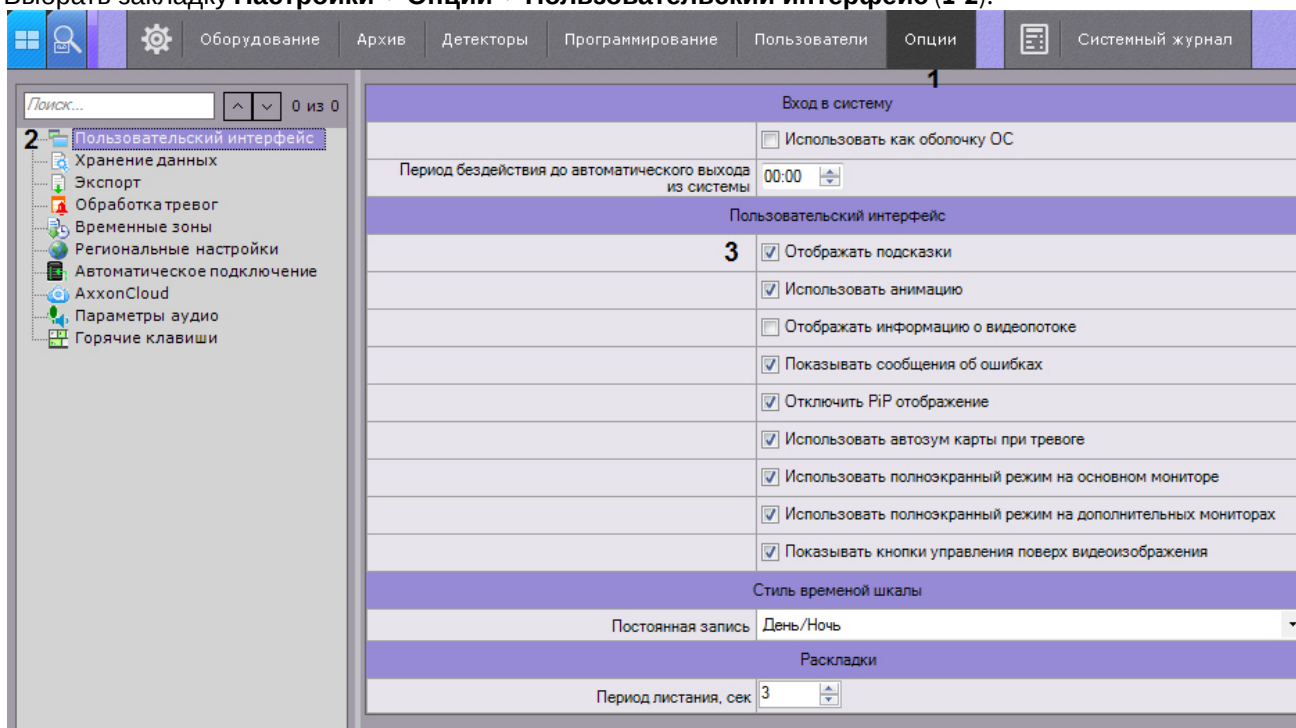 Выбрать закладку Настройки - Опции - Пользовательский интерфейс (1-2).
Оборудование Архив Детекторы Программирование Пользователи Опции Системный журнал
1
Поиск... 0 из 0
2 Пользовательский интерфейс
Хранение данных
Экспорт
Обработка тревог
Временные зоны
Региональные настройки
Автоматическое подключение
AxxonCloud
Параметры аудио
Горячие клавиши
Вход в систему
Использовать как оболочку ОС
Период бездействия до автоматического выхода
из системы 00:00
Пользовательский интерфейс
3 Отображать подсказки
Использовать анимацию
Отображать информацию о видеопотоке
Показывать сообщения об ошибках
Отключить PiP отображение
Использовать автозум карты при тревоге
Использовать полноэкранный режим на основном мониторе
Использовать полноэкранный режим на дополнительных мониторах
Показывать кнопки управления поверх видеоизображения
Стиль временой шкалы
Постоянная запись День/Ночь
Раскладки
Период листания, сек 3